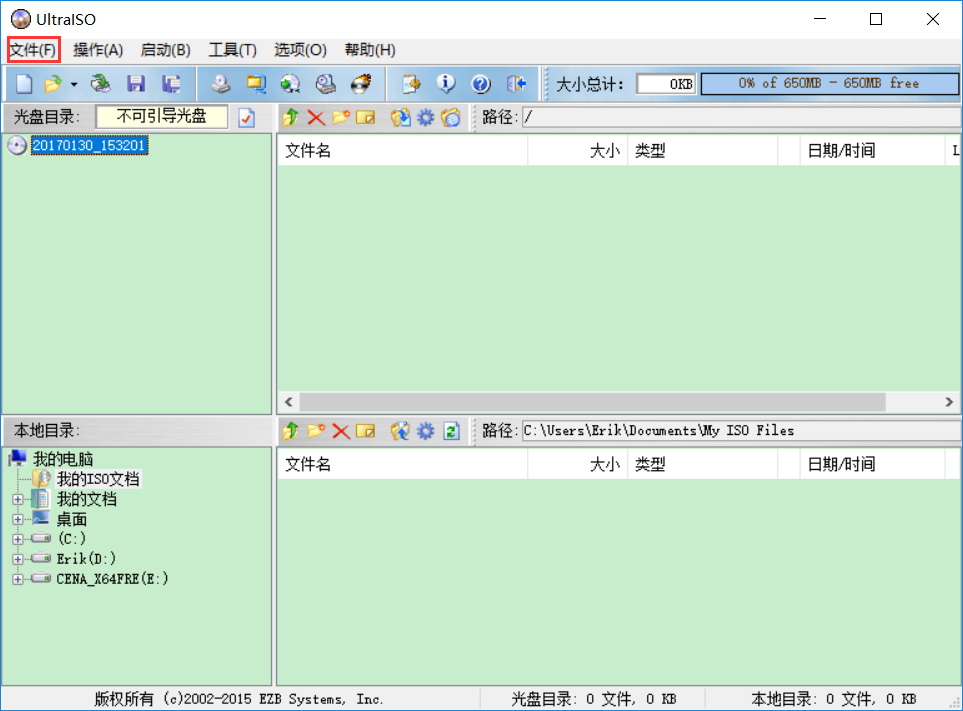 UltraISO
文件(F) 操作(A) 启动(B) 工具(T) 选项(O) 帮助(H)
大小总计: 0KB 0% of 650MB - 650MB free
光盘目录: 不可引导光盘 路径: /
20170130_153201
文件名 大小 类型 日期/时间 L
本地目录: 路径: C:\Users\Erik\Documents\My ISO Files
文件名 大小 类型 日期/时间
我的电脑
我的ISO文档
我的文档
桌面
(C:)
Erik(D:)
CENA_X64FRE(E:)
版权所有 (c)2002-2015 EZB Systems, Inc. 光盘目录: 0 文件, 0 KB 本地目录: 0 文件, 0 KB